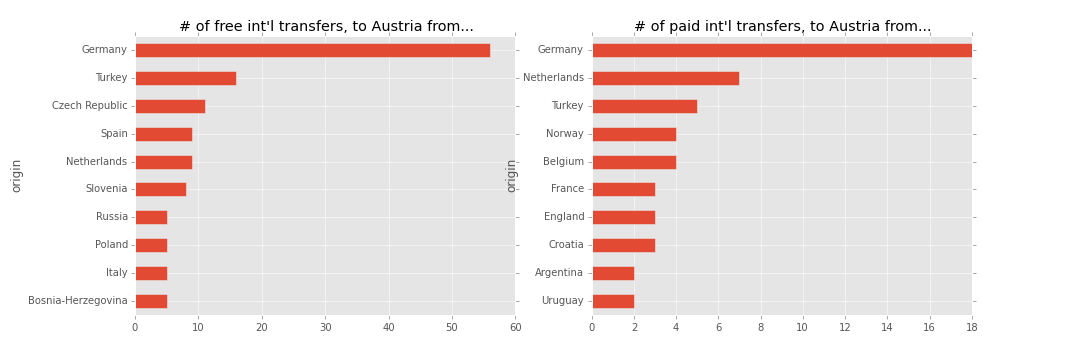 # of free int'l transfers, to Austria from...
origin
Germany
Turkey
Czech Republic
Spain
Netherlands
Slovenia
Russia
Poland
Italy
Bosnia-Herzegovina
0 10 20 30 40 50 60
# of paid int'l transfers, to Austria from...
origin
Germany
Netherlands
Turkey
Norway
Belgium
France
England
Croatia
Argentina
Uruguay
0 2 4 6 8 10 12 14 16 18